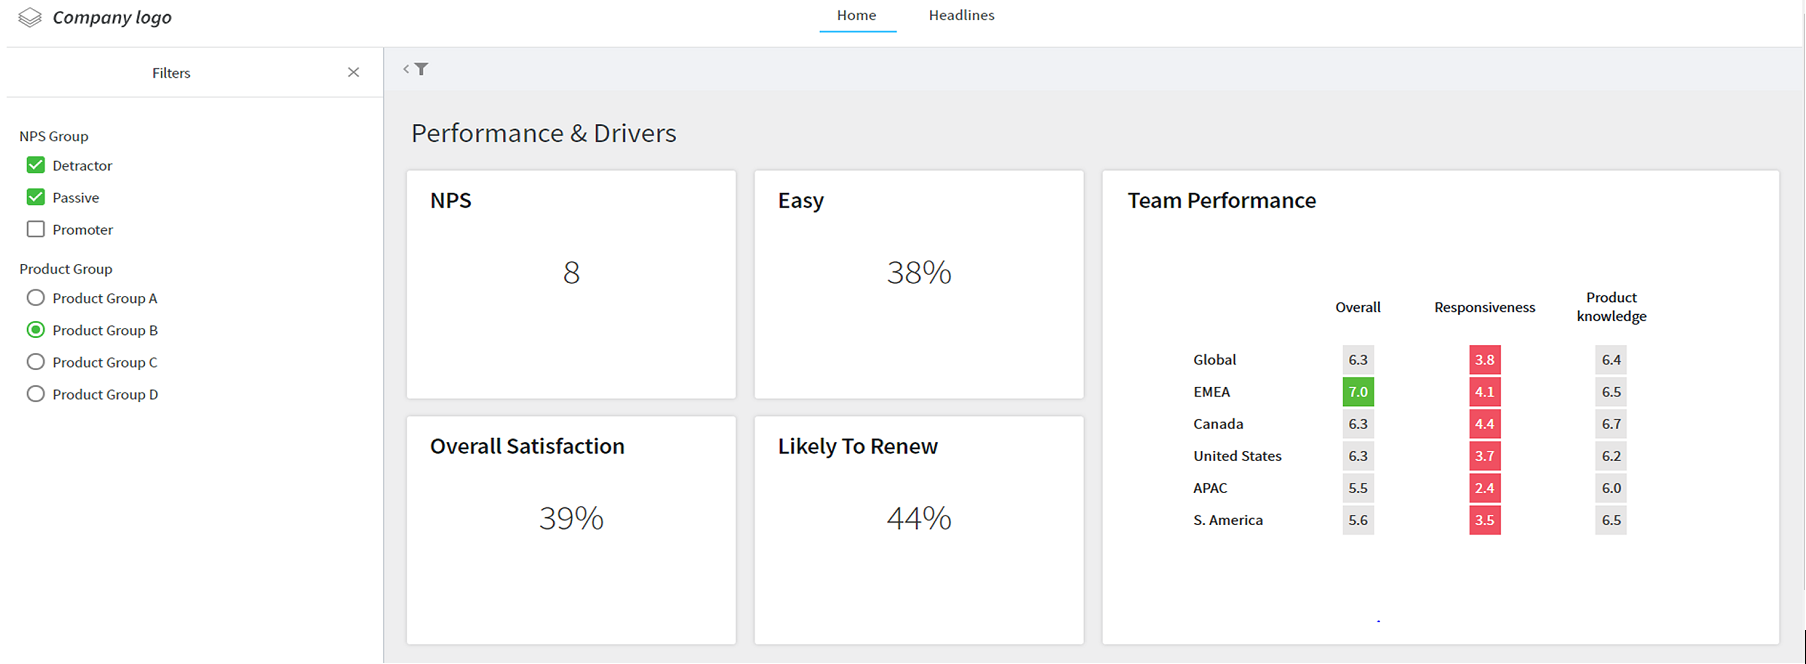 Company logo
Home
Headlines
Filters
NPS Group
Detractor
Passive
Promoter
Product Group
Product Group A
Product Group B
Product Group C
Product Group D
Performance & Drivers
NPS
8
Easy
38%
Overall Satisfaction
39%
Likely To Renew
44%
Team Performance
Overall Responsiveness Product knowledge
Global 6.3 3.8 6.4
EMEA 7.0 4.1 6.5
Canada 6.3 4.4 6.7
United States 6.3 3.7 6.2
APAC 5.5 2.4 6.0
S. America 5.6 3.5 6.5